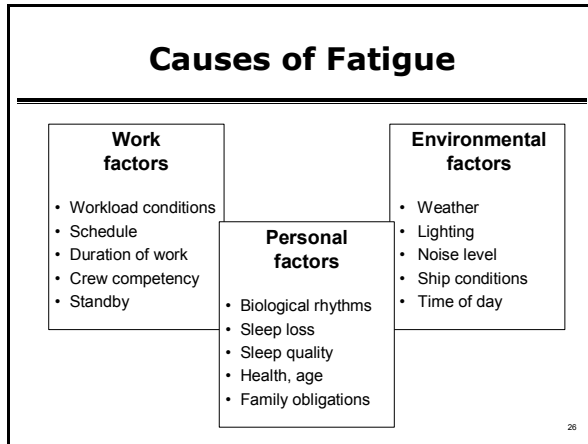 Causes of Fatigue
Work
factors
• Workload conditions
• Schedule
• Duration of work
• Crew competency
• Standby
Personal
factors
• Biological rhythms
• Sleep loss
• Sleep quality
• Health, age
• Family obligations
Environmental
factors
• Weather
• Lighting
• Noise level
• Ship conditions
• Time of day
26